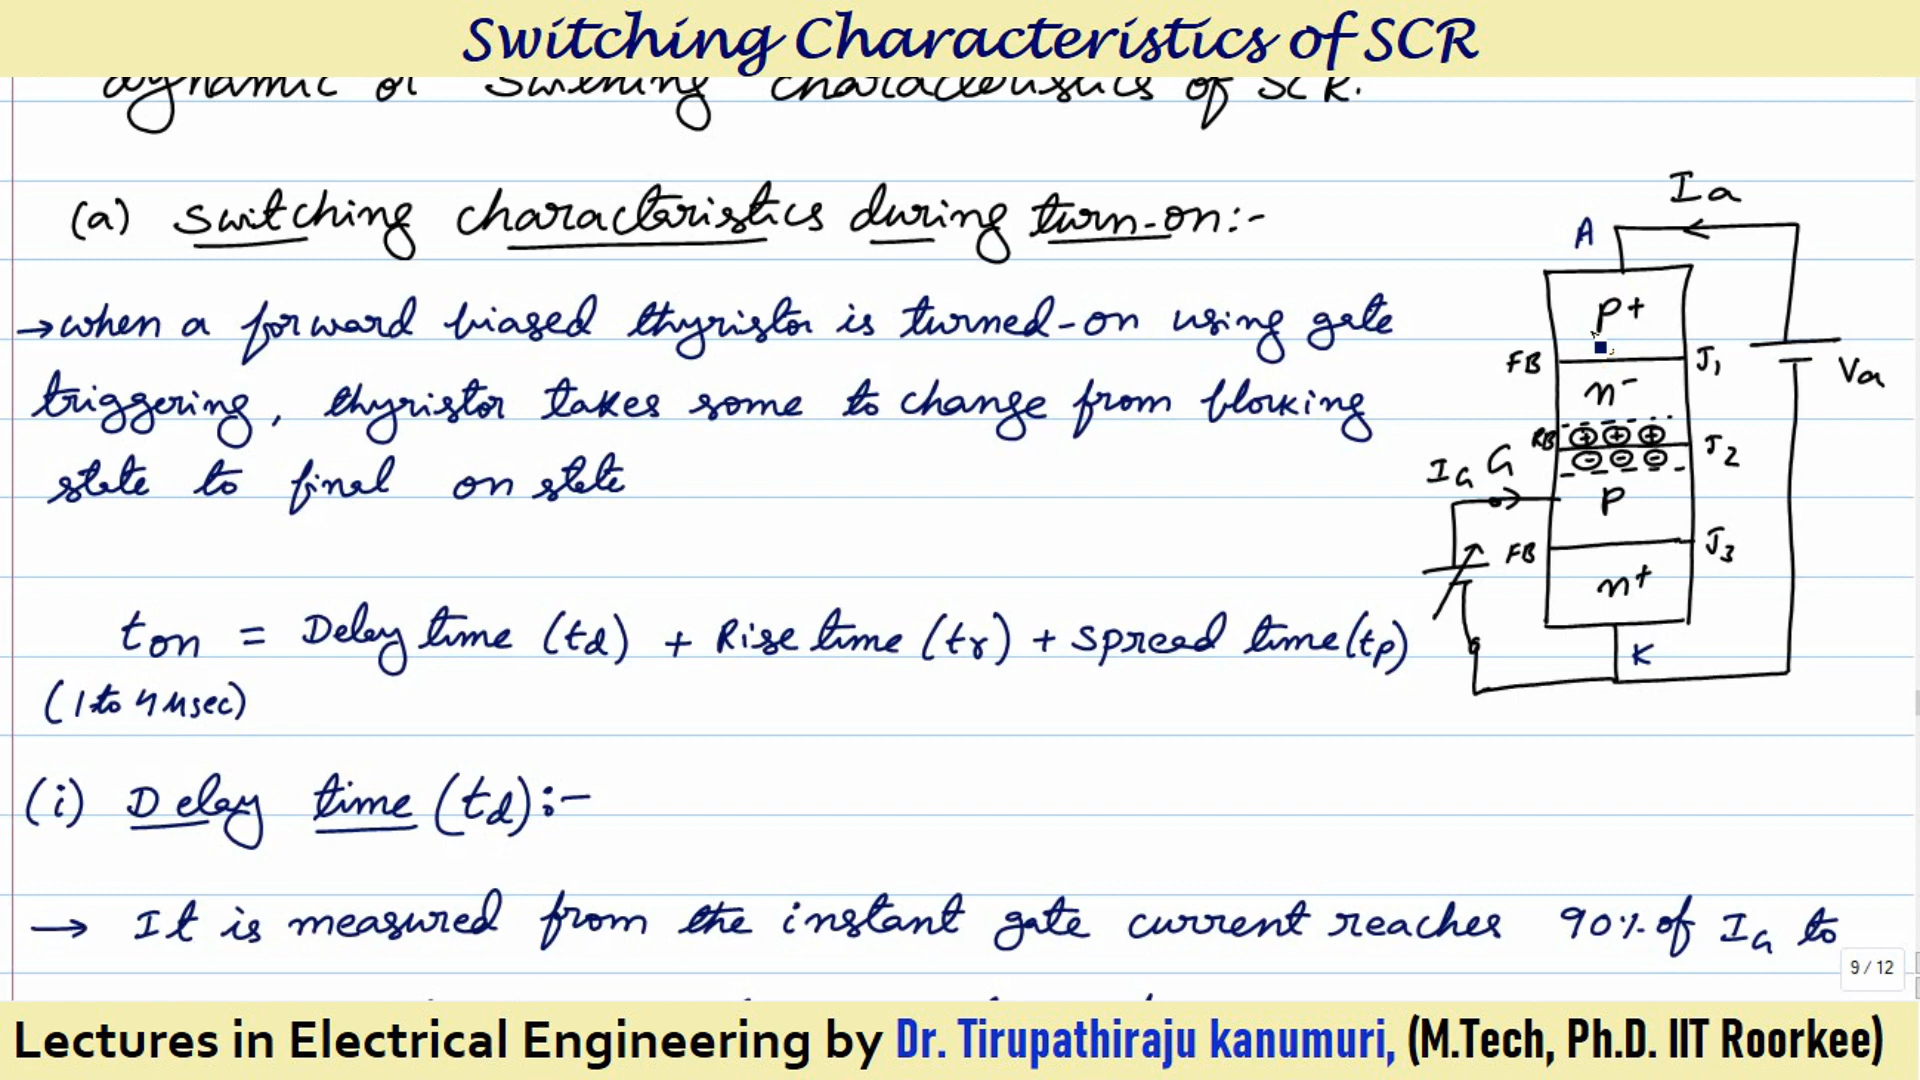 Switching Characteristics of SCR
dynamic or switching characteristics of SCR.
(a) Switching characteristics during turn-on:-
→ when a forward biased thyristor is turned-on using gate
triggering, thyristor takes some to change from blocking
state to final on state
ton = Delay time (td) + Rise time (tr) + spread time (tp)
(1 to 4 μsec)
(i) Delay time (td):-
→ It is measured from the instant gate current reaches 90% of IG to
Ia
A
P+
FB
J1
n-
Va
RB
+ + +
J2
- - -
IG G
P
FB
J3
n+
K
9 / 12
Lectures in Electrical Engineering by Dr. Tirupathiraju kanumuri, (M.Tech, Ph.D. IIT Roorkee)